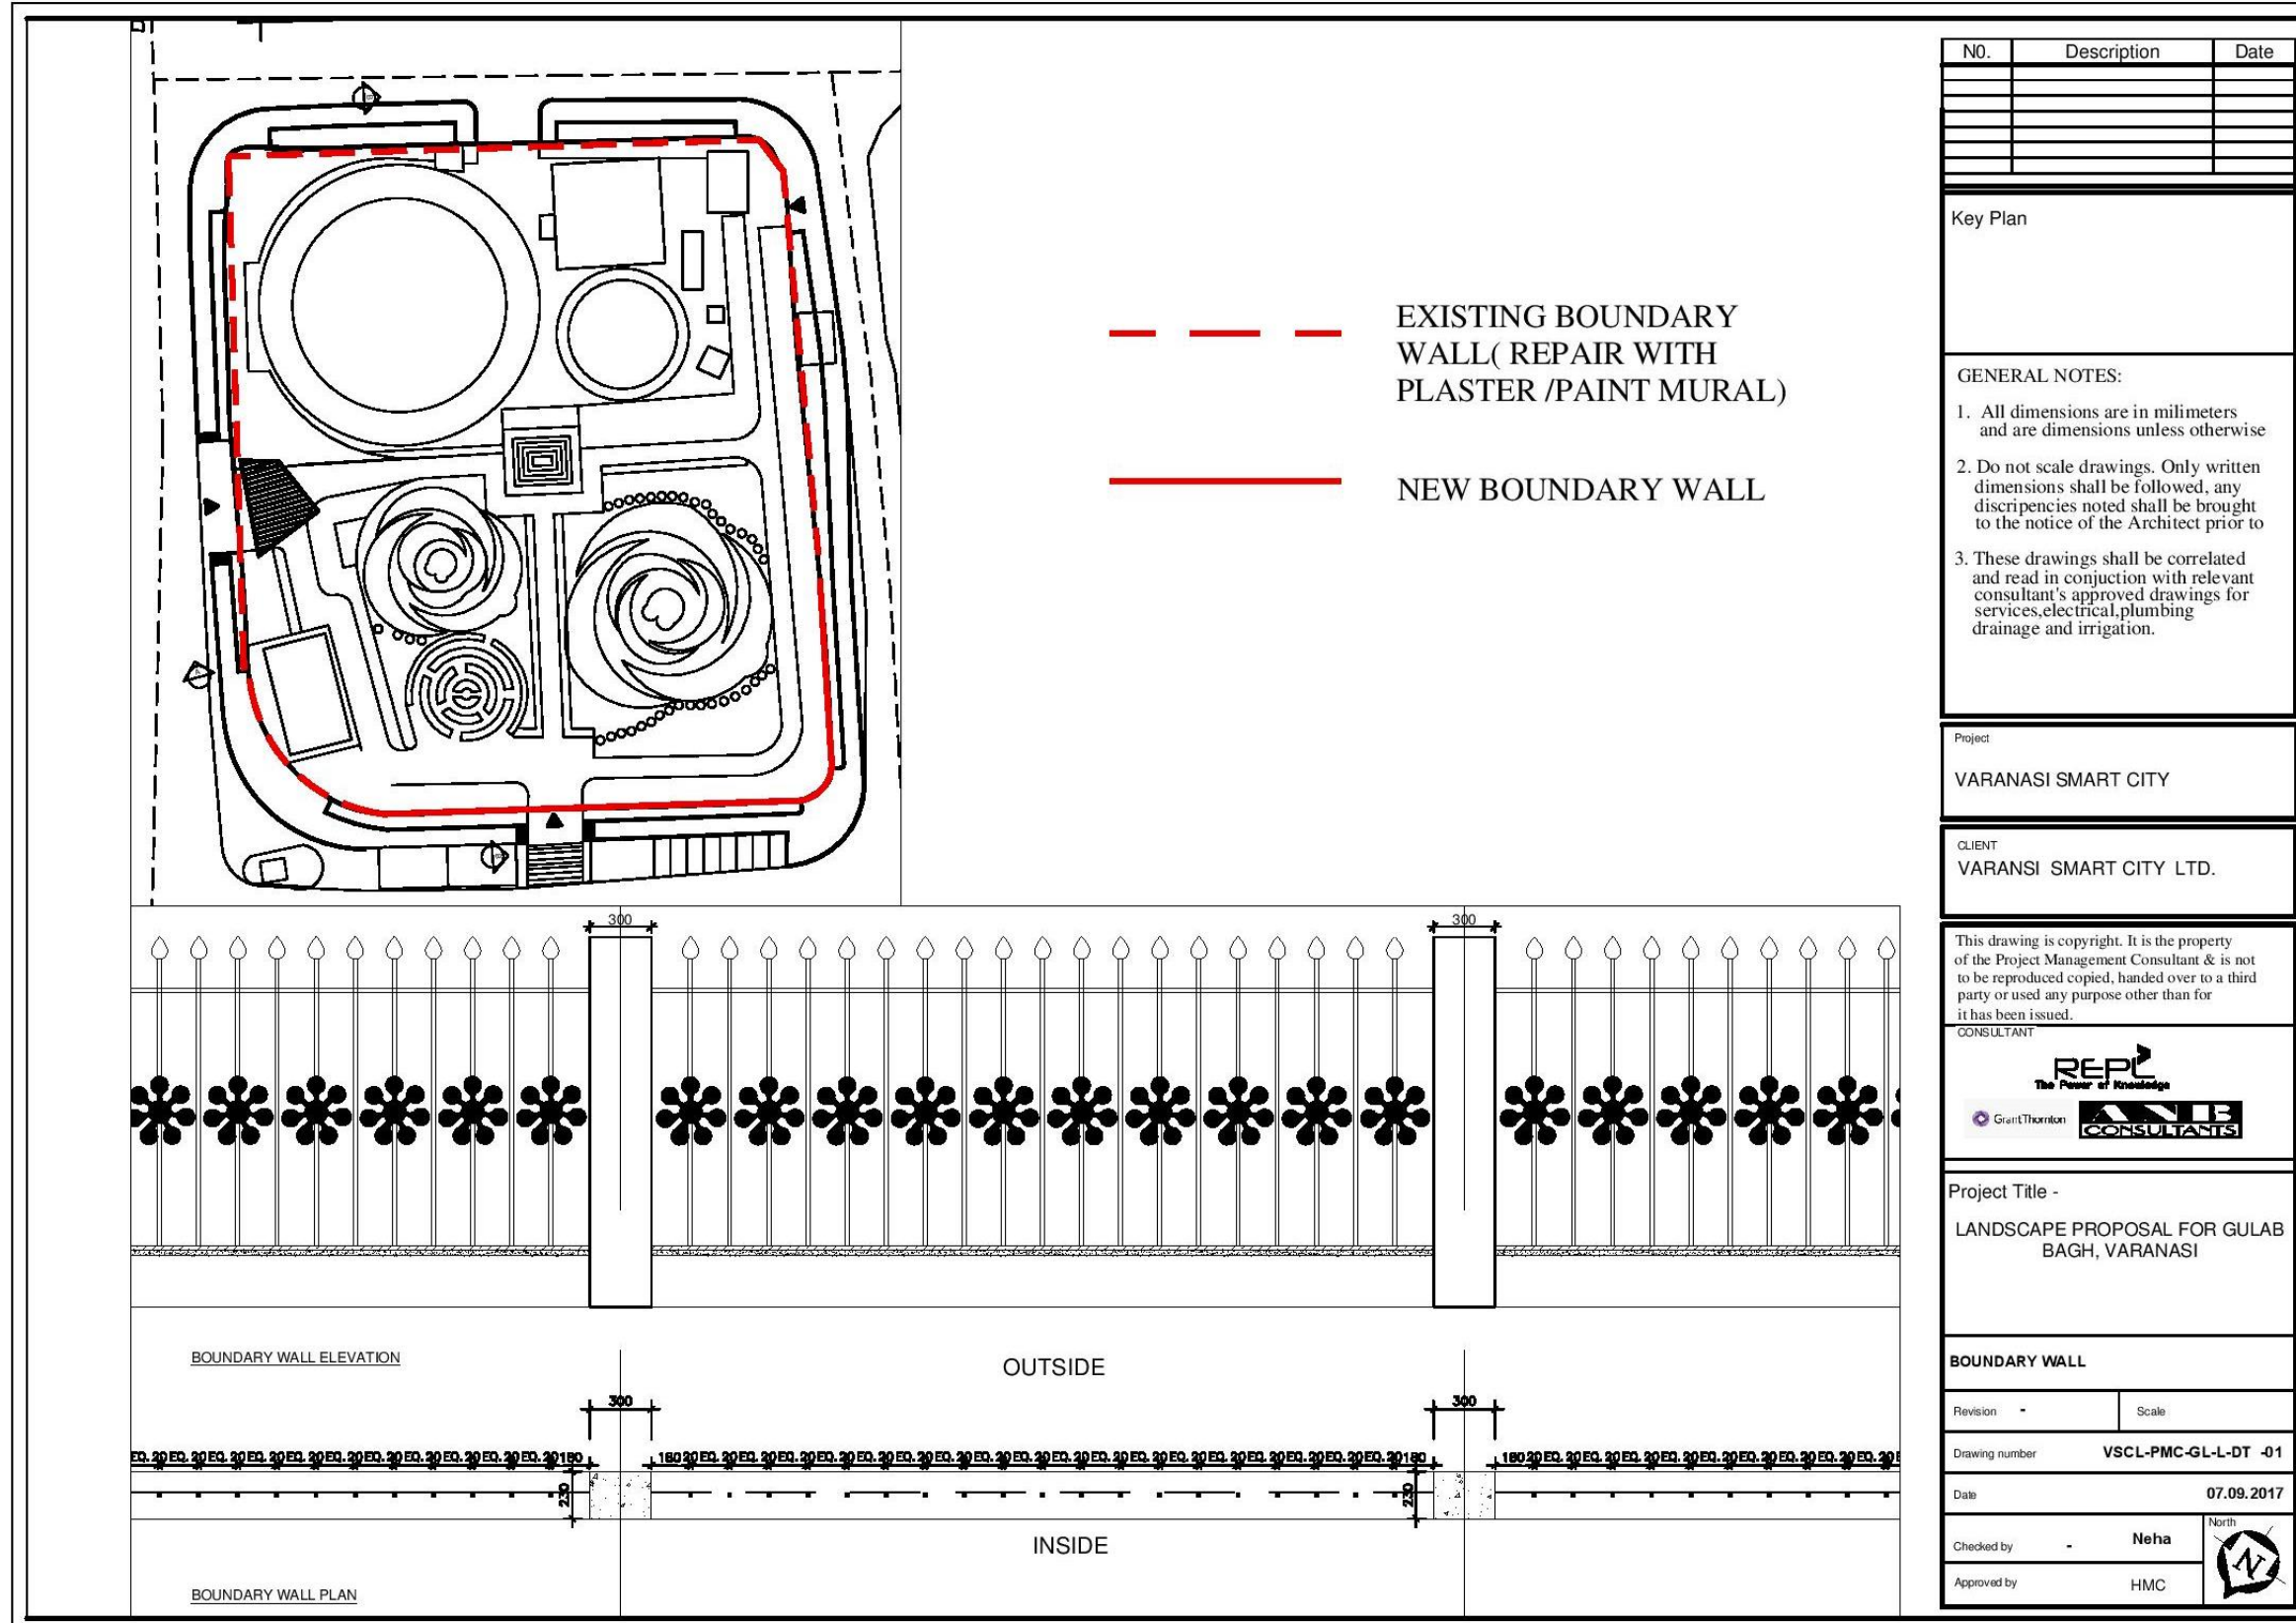 N0. Description Date
Key Plan
GENERAL NOTES:
1. All dimensions are in milimeters
and are dimensions unless otherwise
2. Do not scale drawings. Only written
dimensions shall be followed, any
discripencies noted shall be brought
to the notice of the Architect prior to
3. These drawings shall be correlated
and read in conjuction with relevant
consultant's approved drawings for
services,electrical,plumbing
drainage and irrigation.
Project
VARANASI SMART CITY
CLIENT
VARANSI SMART CITY LTD.
This drawing is copyright. It is the property
of the Project Management Consultant & is not
to be reproduced copied, handed over to a third
party or used any purpose other than for
it has been issued.
CONSULTANT
REPL
The Power of Knowledge
Grant Thornton
ANB
CONSULTANTS
Project Title -
LANDSCAPE PROPOSAL FOR GULAB
BAGH, VARANASI
BOUNDARY WALL
Revision - Scale
Drawing number VSCL-PMC-GL-L-DT -01
Date 07.09.2017
Checked by - Neha
Approved by HMC
North
N
EXISTING BOUNDARY
WALL( REPAIR WITH
PLASTER /PAINT MURAL)
NEW BOUNDARY WALL
300 300
BOUNDARY WALL ELEVATION
OUTSIDE
300 300
230 230
INSIDE
BOUNDARY WALL PLAN